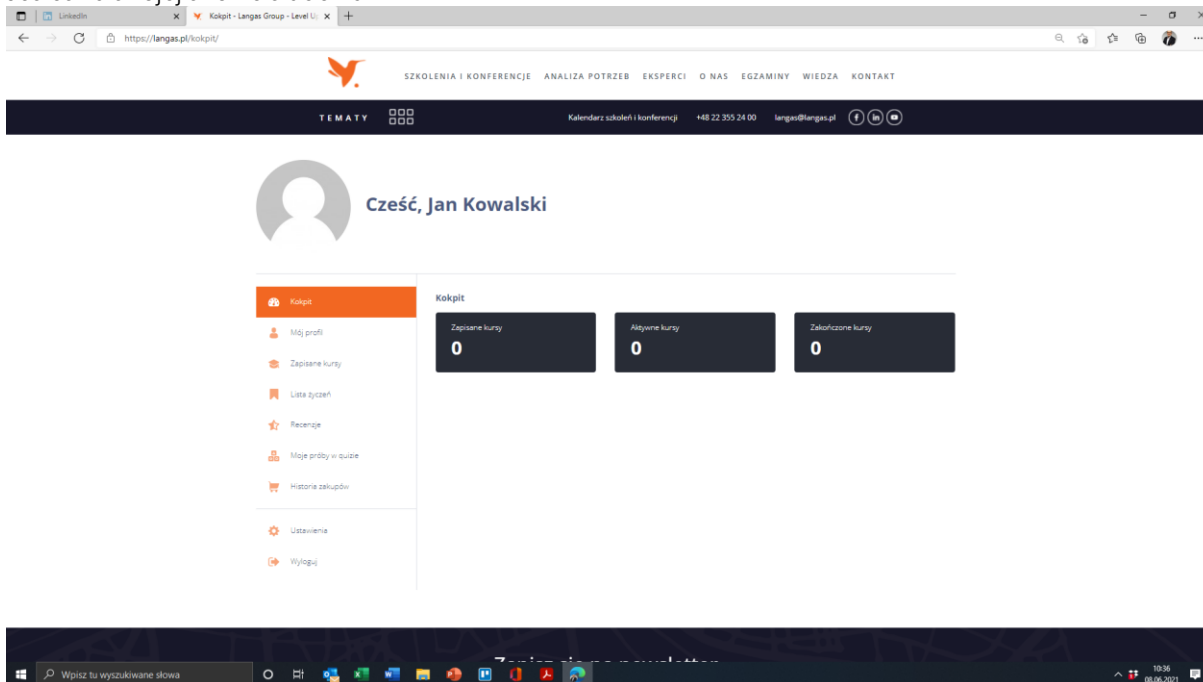 LinkedIn
Kokpit - Langas Group - Level U
https://langas.pl/kokpit/
SZKOLENIA I KONFERENCJE ANALIZA POTRZEB EKSPERCI O NAS EGZAMINY WIEDZA KONTAKT
TEMATY Kalendarz szkoleń i konferencji +48 22 355 24 00 langas@langas.pl
Cześć, Jan Kowalski
Kokpit
Kokpit
Zapisane kursy Aktywne kursy Zakończone kursy
0 0 0
Mój profil
Zapisane kursy
Lista życzeń
Recenzje
Moje próby w quizie
Historia zakupów
Ustawienia
Wyloguj
Wpisz tu wyszukiwane słowa
10:36
08.06.2021